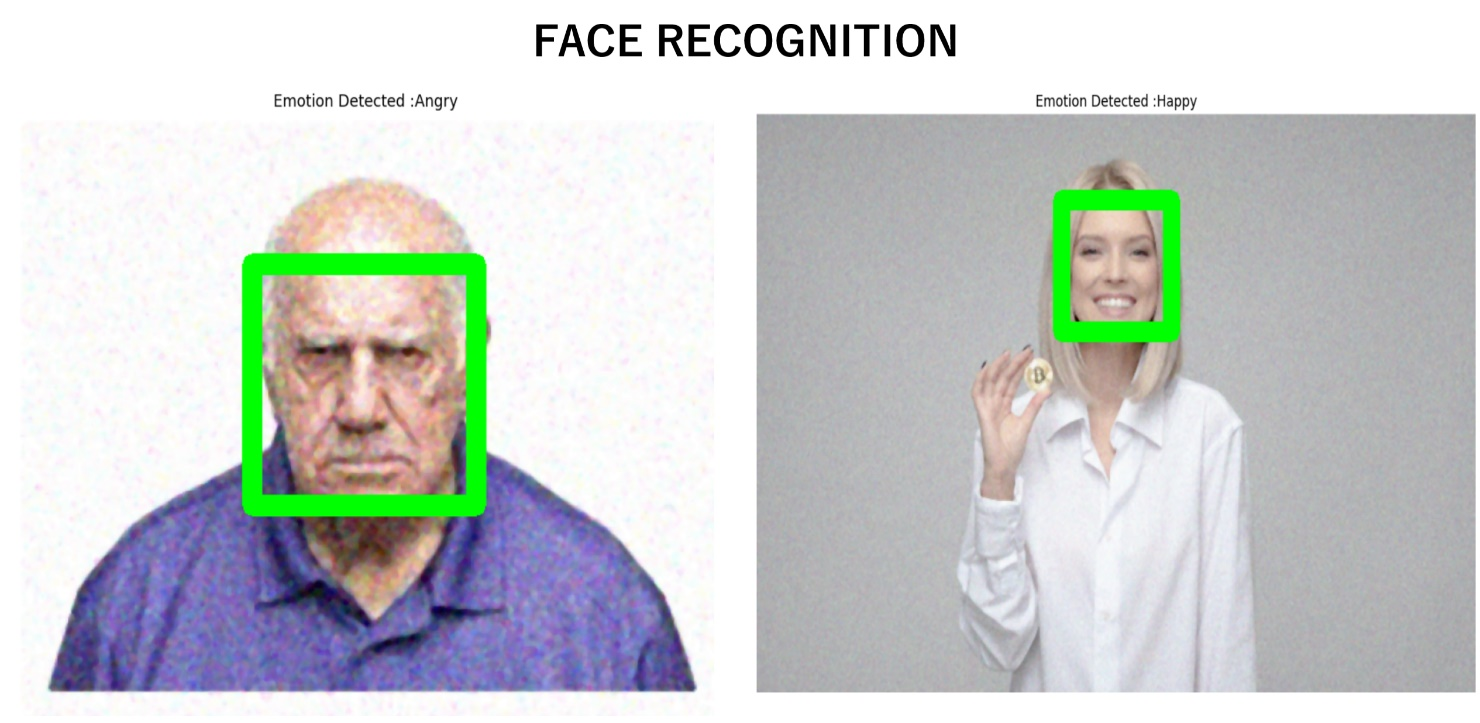 FACE RECOGNITION
Emotion Detected :Angry
Emotion Detected :Happy